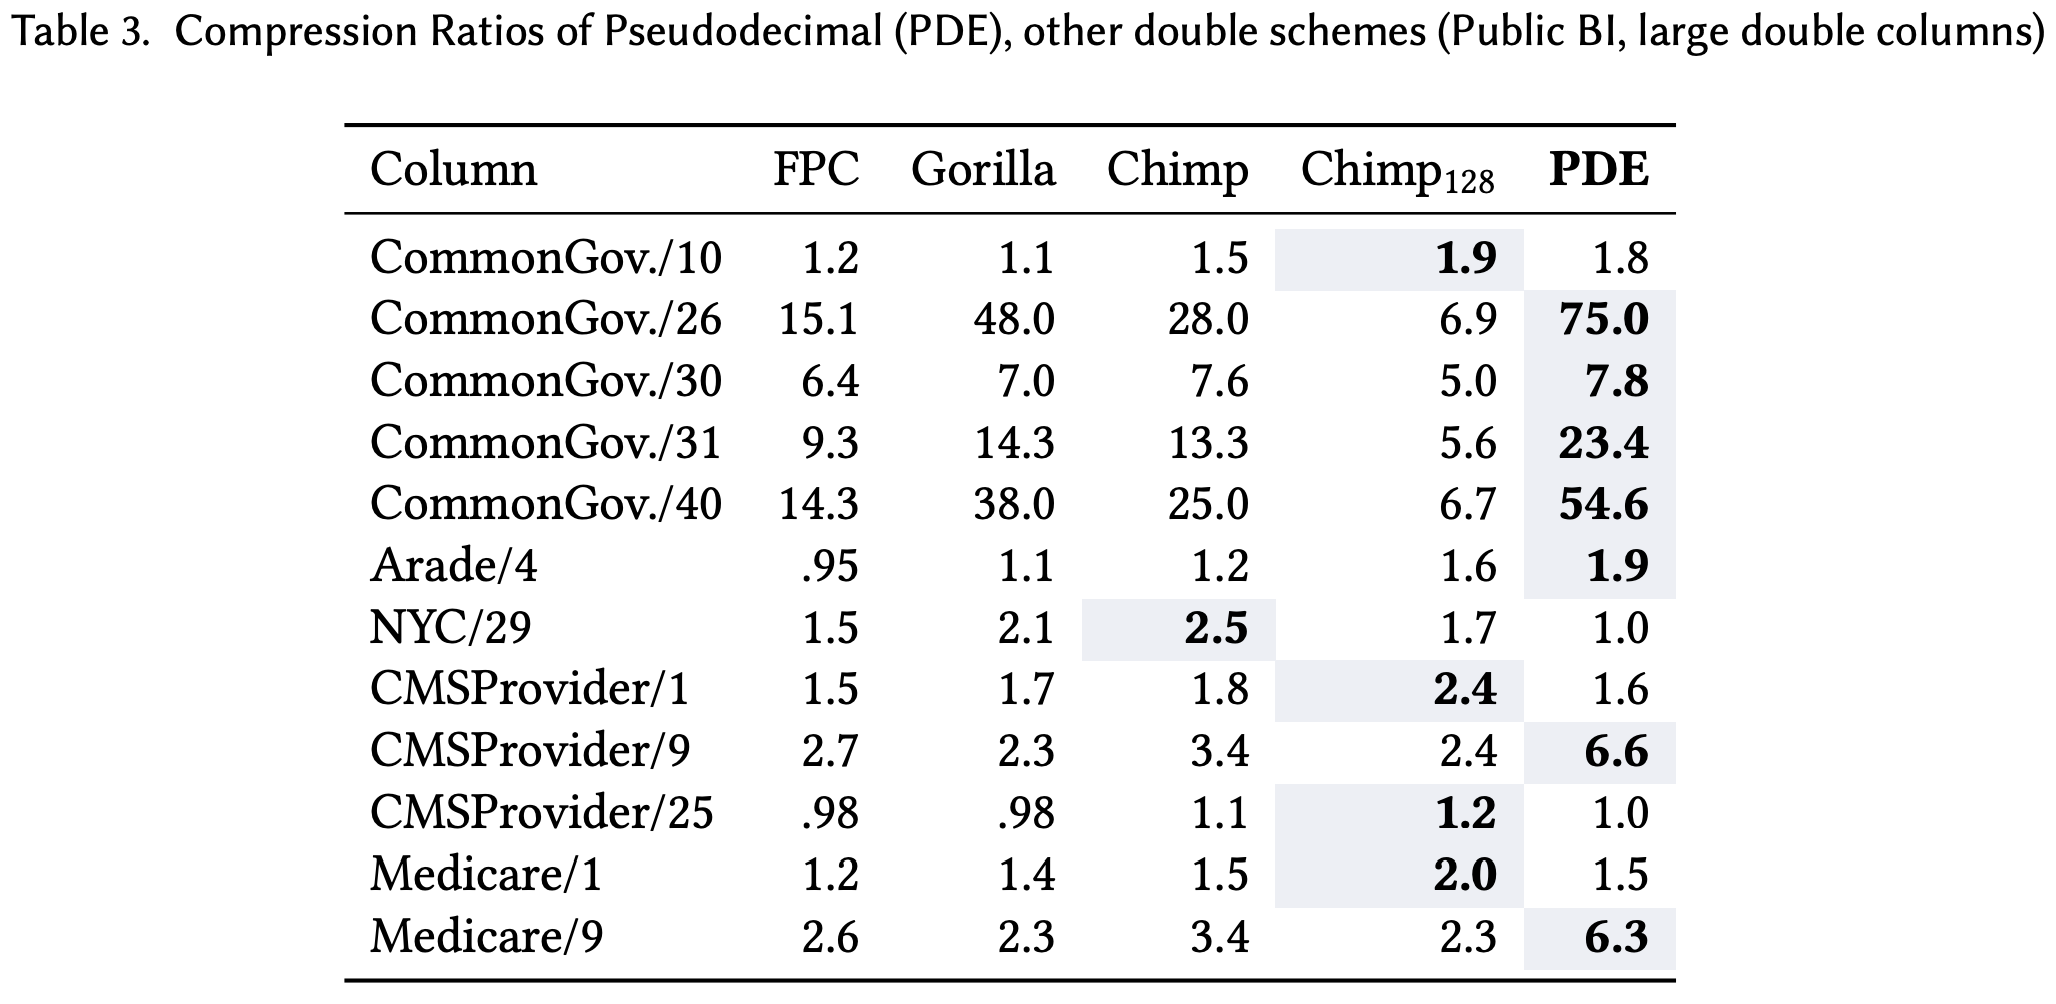 Table 3. Compression Ratios of Pseudodecimal (PDE), other double schemes (Public BI, large double columns)
Column FPC Gorilla Chimp Chimp128 PDE
CommonGov./10 1.2 1.1 1.5 1.9 1.8
CommonGov./26 15.1 48.0 28.0 6.9 75.0
CommonGov./30 6.4 7.0 7.6 5.0 7.8
CommonGov./31 9.3 14.3 13.3 5.6 23.4
CommonGov./40 14.3 38.0 25.0 6.7 54.6
Arade/4 .95 1.1 1.2 1.6 1.9
NYC/29 1.5 2.1 2.5 1.7 1.0
CMSProvider/1 1.5 1.7 1.8 2.4 1.6
CMSProvider/9 2.7 2.3 3.4 2.4 6.6
CMSProvider/25 .98 .98 1.1 1.2 1.0
Medicare/1 1.2 1.4 1.5 2.0 1.5
Medicare/9 2.6 2.3 3.4 2.3 6.3